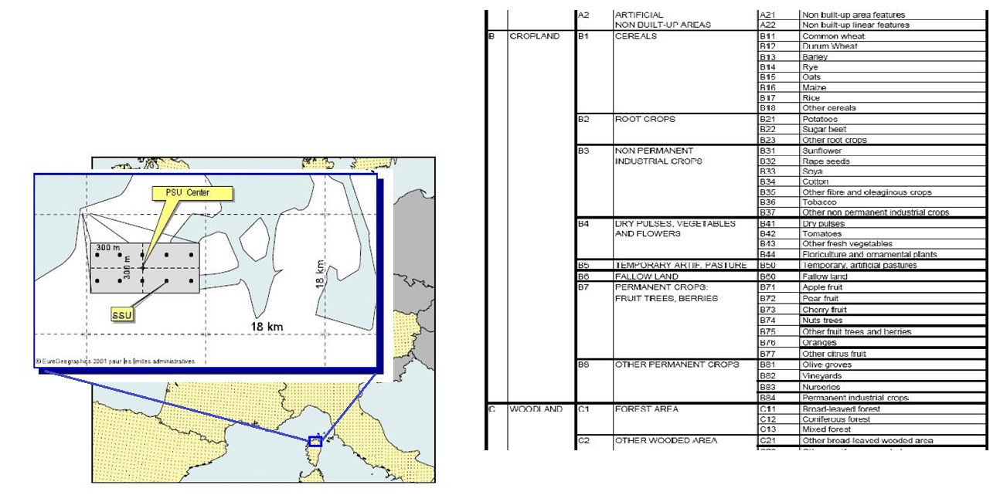 PSU Center
300 m
300 m
SSU
18 km
18 km
© EuroGeographics 2001 pour les limites administratives
A2 ARTIFICIAL A21 Non built-up area features
NON BUILT-UP AREAS A22 Non built-up linear features
B CROPLAND B1 CEREALS B11 Common wheat
B12 Durum Wheat
B13 Barley
B14 Rye
B15 Oats
B16 Maize
B17 Rice
B18 Other cereals
B2 ROOT CROPS B21 Potatoes
B22 Sugar beet
B23 Other root crops
B3 NON PERMANENT B31 Sunflower
INDUSTRIAL CROPS B32 Rape seeds
B33 Soya
B34 Cotton
B35 Other fibre and oleaginous crops
B36 Tobacco
B37 Other non permanent industrial crops
B4 DRY PULSES, VEGETABLES B41 Dry pulses
AND FLOWERS B42 Tomatoes
B43 Other fresh vegetables
B44 Floriculture and ornamental plants
B5 TEMPORARY ARTIF. PASTURE B50 Temporary, artificial pastures
B6 FALLOW LAND B60 Fallow land
B7 PERMANENT CROPS: B71 Apple fruit
FRUIT TREES, BERRIES B72 Pear fruit
B73 Cherry fruit
B74 Nuts trees
B75 Other fruit trees and berries
B76 Oranges
B77 Other citrus fruit
B8 OTHER PERMANENT CROPS B81 Olive groves
B82 Vineyards
B83 Nurseries
B84 Permanent industrial crops
C WOODLAND C1 FOREST AREA C11 Broad-leaved forest
C12 Coniferous forest
C13 Mixed forest
C2 OTHER WOODED AREA C21 Other broad-leaved wooded area